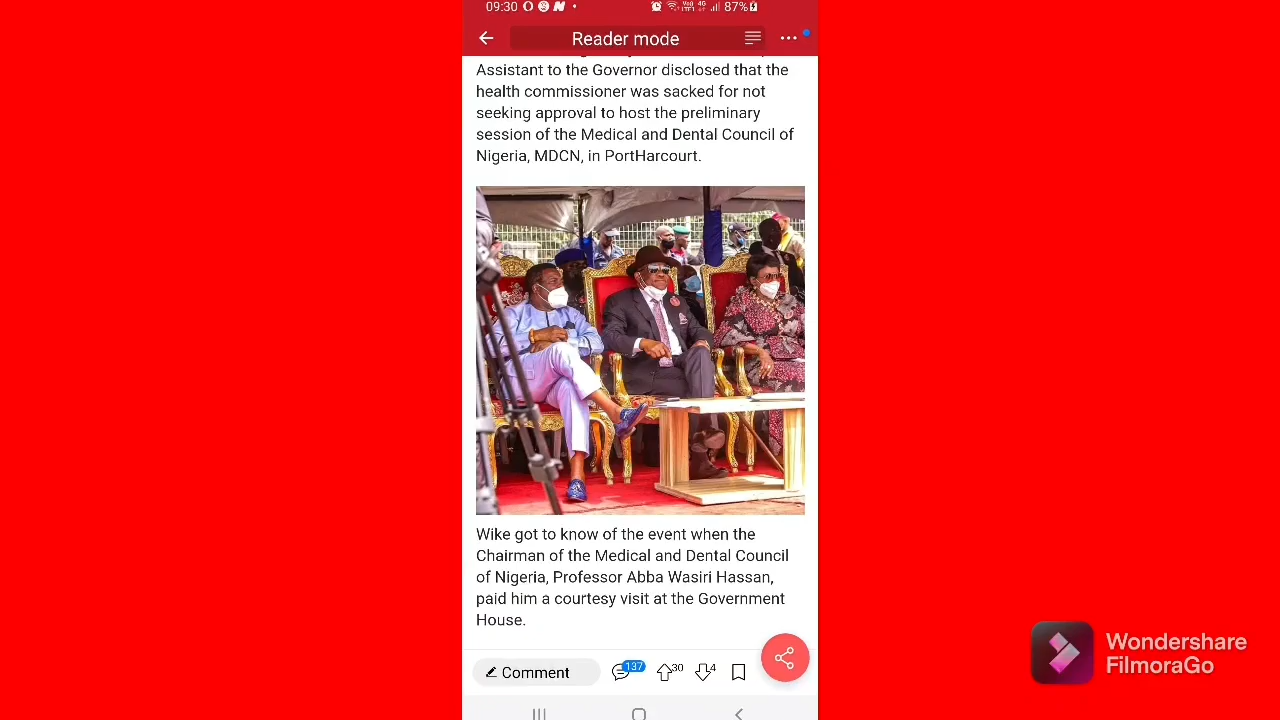 09:30
87%
Reader mode
Assistant to the Governor disclosed that the
health commissioner was sacked for not
seeking approval to host the preliminary
session of the Medical and Dental Council of
Nigeria, MDCN, in PortHarcourt.
Wike got to know of the event when the
Chairman of the Medical and Dental Council
of Nigeria, Professor Abba Wasiri Hassan,
paid him a courtesy visit at the Government
House.
Comment
137
30
4
Wondershare
FilmoraGo